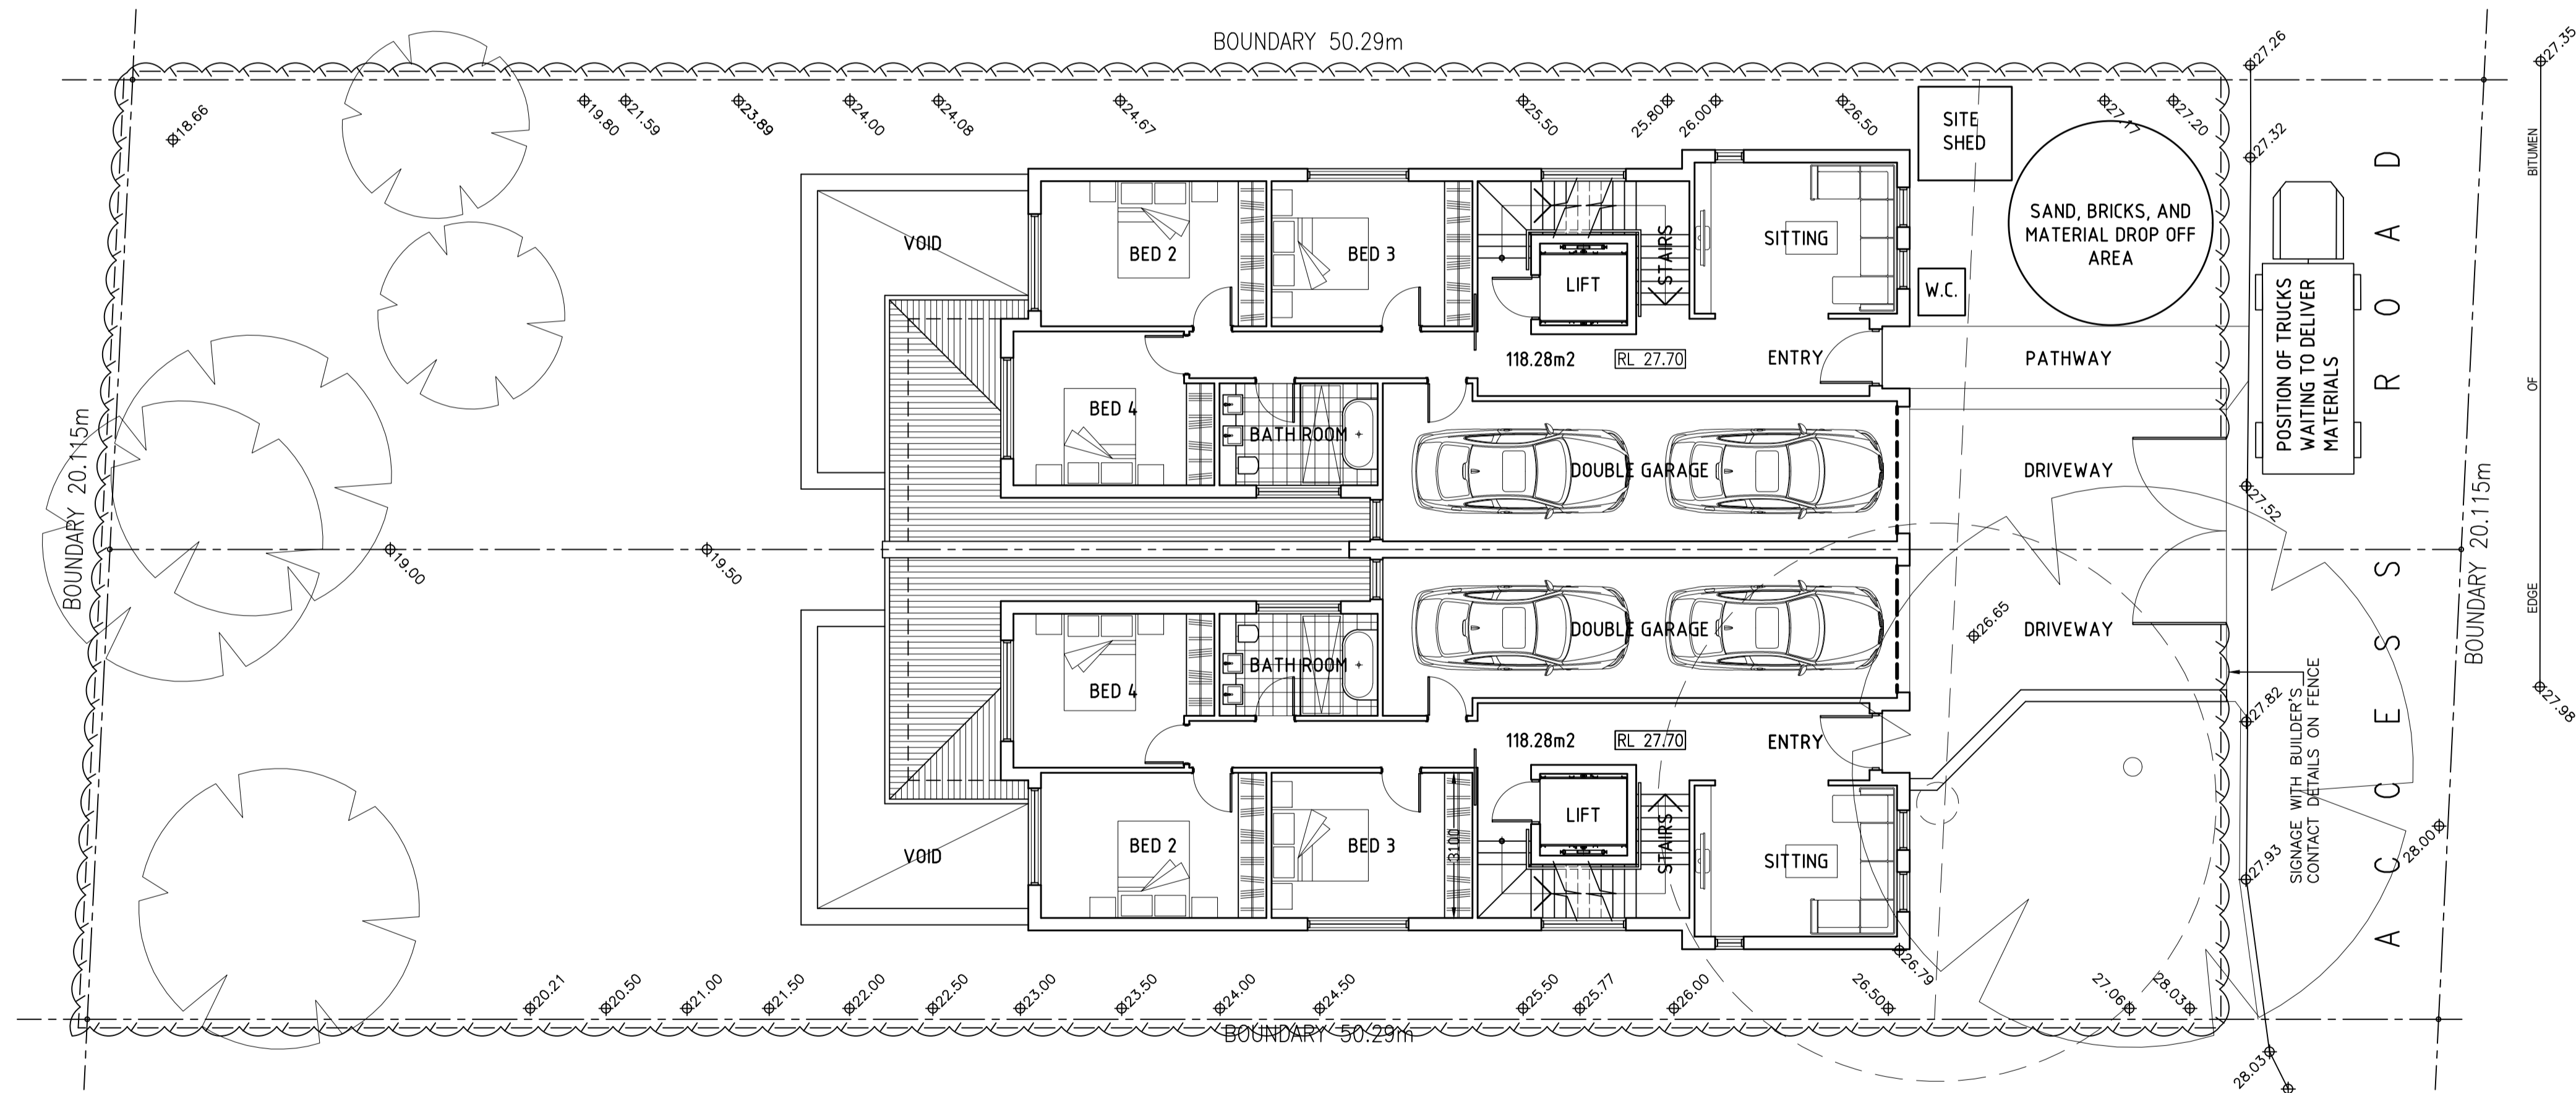 BOUNDARY 50.29m
27.26
27.35
18.66
19.80
21.59
23.89
24.00
24.08
24.67
25.50
25.80
26.00
26.50
27.17
27.20
27.32
SITE
SHED
SAND, BRICKS, AND
MATERIAL DROP OFF
AREA
W.C.
BITUMEN
OF
EDGE
POSITION OF TRUCKS
WAITING TO DELIVER
MATERIALS
ACCESS ROAD
VOID
BED 2
BED 3
LIFT
STAIRS
SITTING
118.28m2
RL 27.70
ENTRY
PATHWAY
BED 4
BATH ROOM
DOUBLE GARAGE
DRIVEWAY
27.52
BOUNDARY 20.115m
BOUNDARY 20.115m
19.00
19.50
BATH ROOM
DOUBLE GARAGE
26.65
DRIVEWAY
BED 4
27.82
27.98
SIGNAGE WITH BUILDER'S
CONTACT DETAILS ON FENCE
118.28m2
RL 27.70
ENTRY
VOID
BED 2
BED 3
3100
LIFT
STAIRS
SITTING
27.93
28.00
26.79
20.21
20.50
21.00
21.50
22.00
22.50
23.00
23.50
24.00
24.50
25.50
25.77
26.00
26.50
27.06
28.03
BOUNDARY 50.29m
28.03